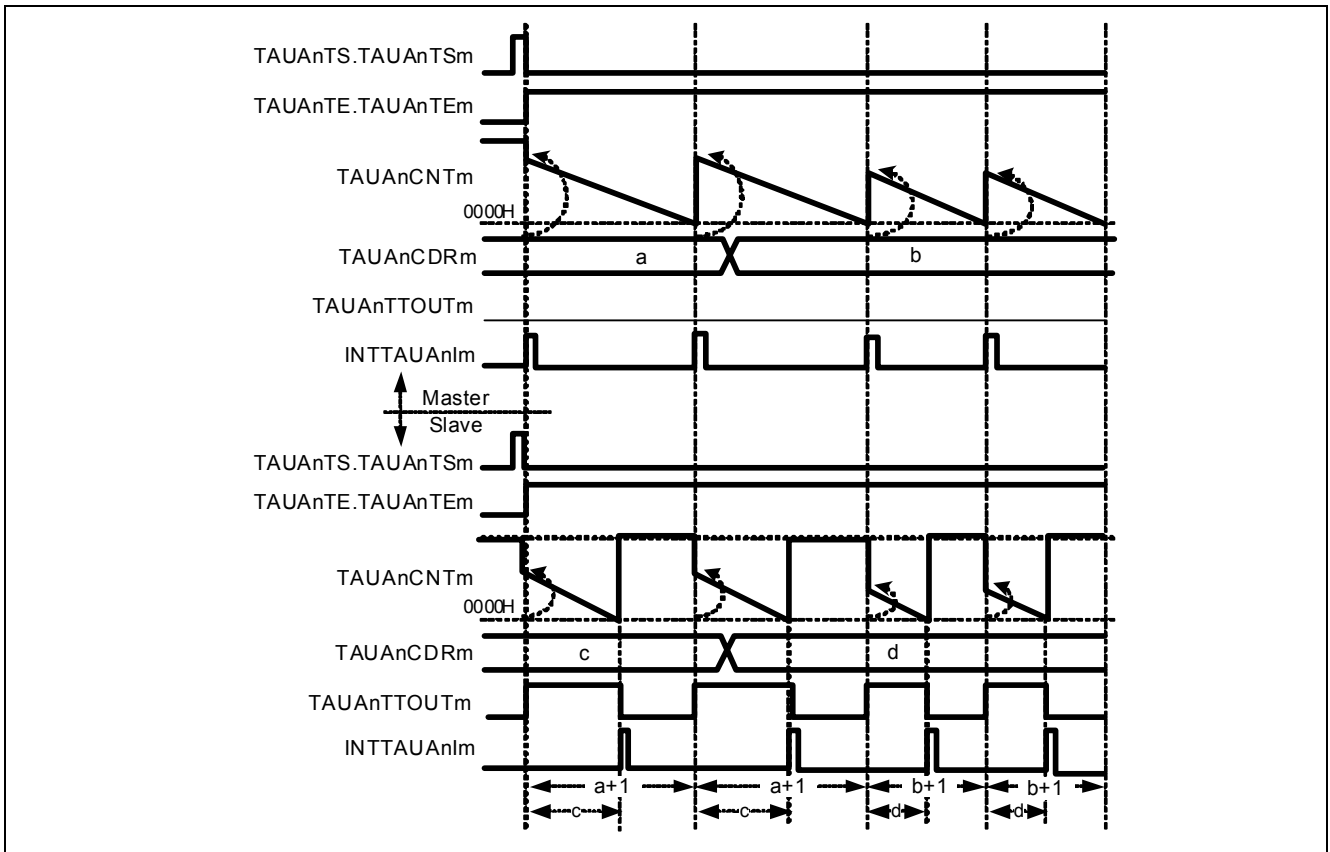 TAUAnTS.TAUAnTSm
TAUAnTE.TAUAnTEm
TAUAnCNTm
0000H
TAUAnCDRm
a
b
TAUAnTTOUTm
INTTAUAnIm
Master
Slave
TAUAnTS.TAUAnTSm
TAUAnTE.TAUAnTEm
TAUAnCNTm
0000H
TAUAnCDRm
c
d
TAUAnTTOUTm
INTTAUAnIm
a+1 a+1 b+1 b+1
c c d d